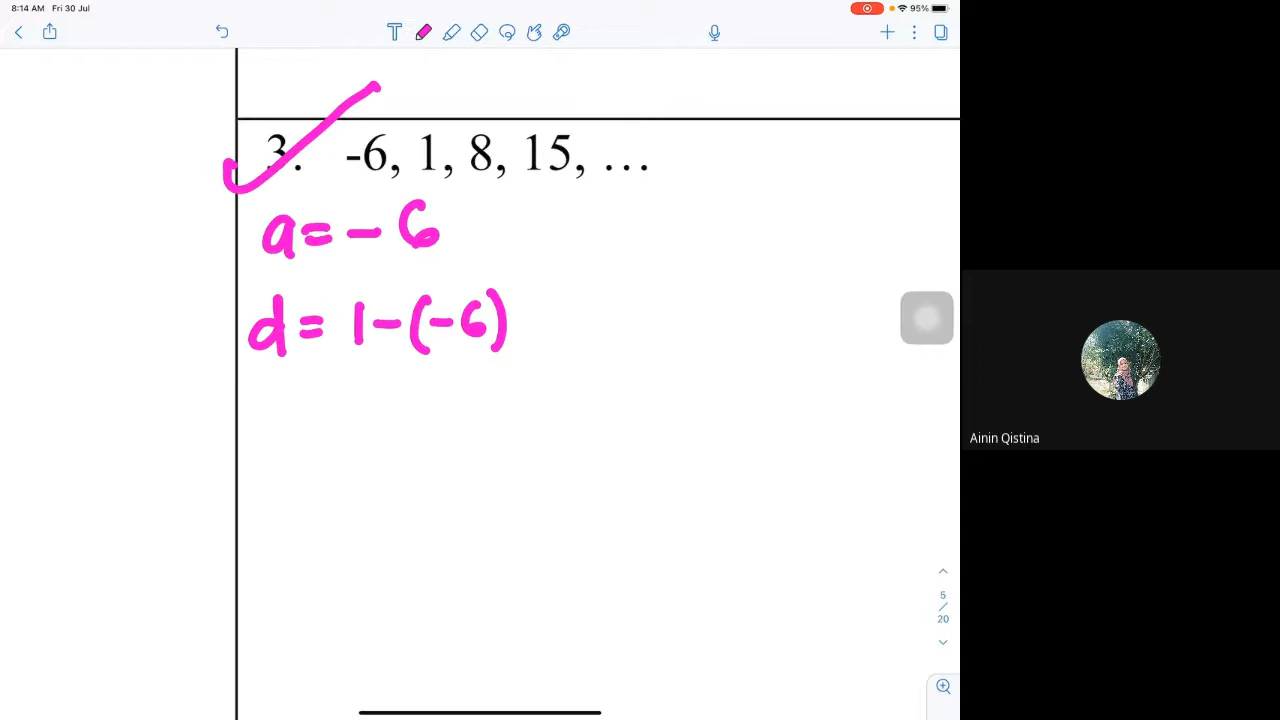 8:14 AM Fri 30 Jul
95%
T
3. -6, 1, 8, 15, …
a = - 6
d = 1 - (-6)
Ainin Qistina
5
/
20